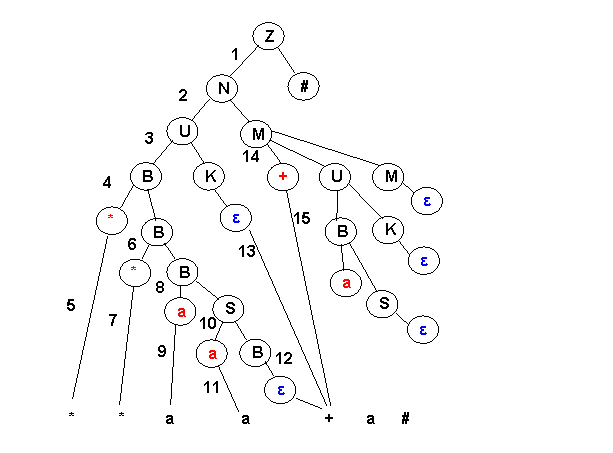 Z
1
N
#
2
3
U
M
14
4
B
K
+
U
M
*
ε
ε
6
B
13
15
B
K
*
8
B
a
ε
5
7
a
10
S
S
9
a
B
12
ε
11
ε
* * a a + a #